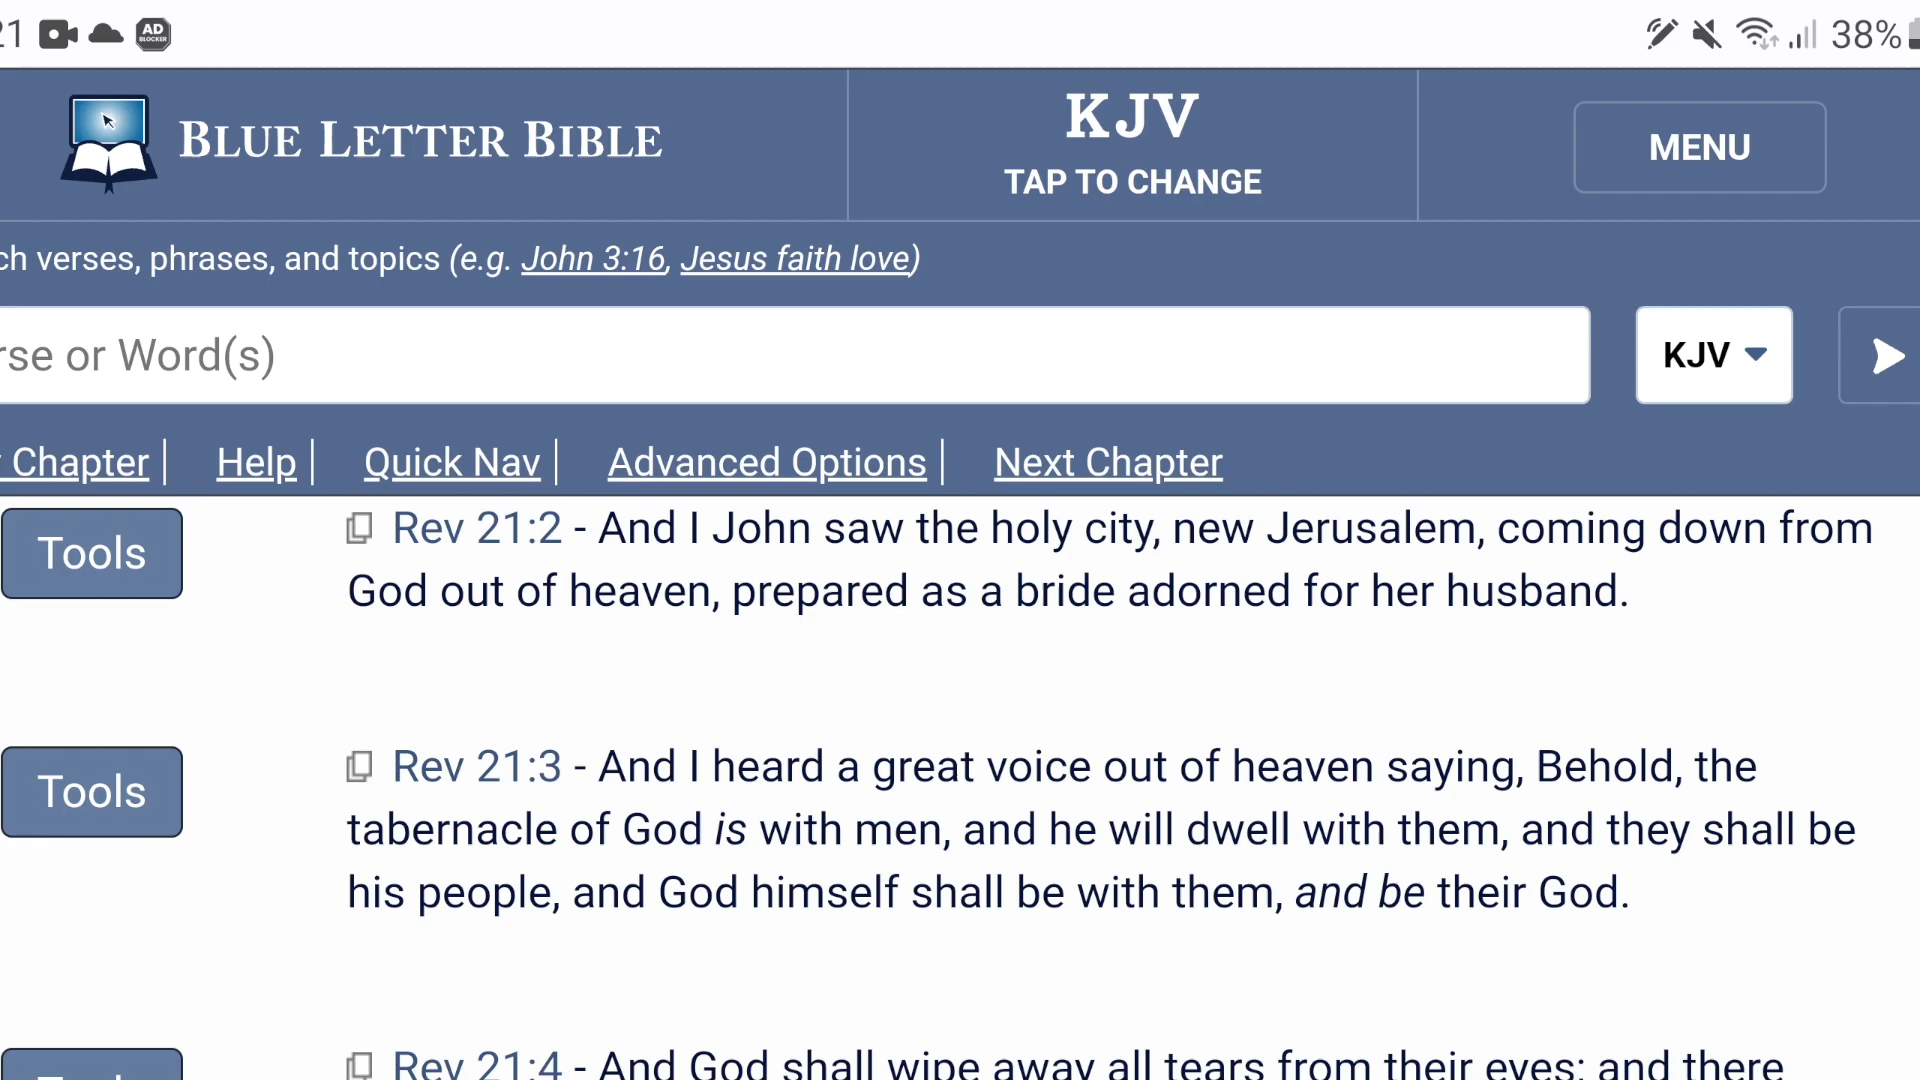 21 AD BLOCKER 38%
BLUE LETTER BIBLE
KJV
TAP TO CHANGE
MENU
ch verses, phrases, and topics (e.g. John 3:16, Jesus faith love)
rse or Word(s)
KJV
Chapter| Help| Quick Nav| Advanced Options| Next Chapter
Tools
Rev 21:2 - And I John saw the holy city, new Jerusalem, coming down from
God out of heaven, prepared as a bride adorned for her husband.
Tools
Rev 21:3 - And I heard a great voice out of heaven saying, Behold, the
tabernacle of God is with men, and he will dwell with them, and they shall be
his people, and God himself shall be with them, and be their God.
Rev 21:4 - And God shall wipe away all tears from their eyes; and there